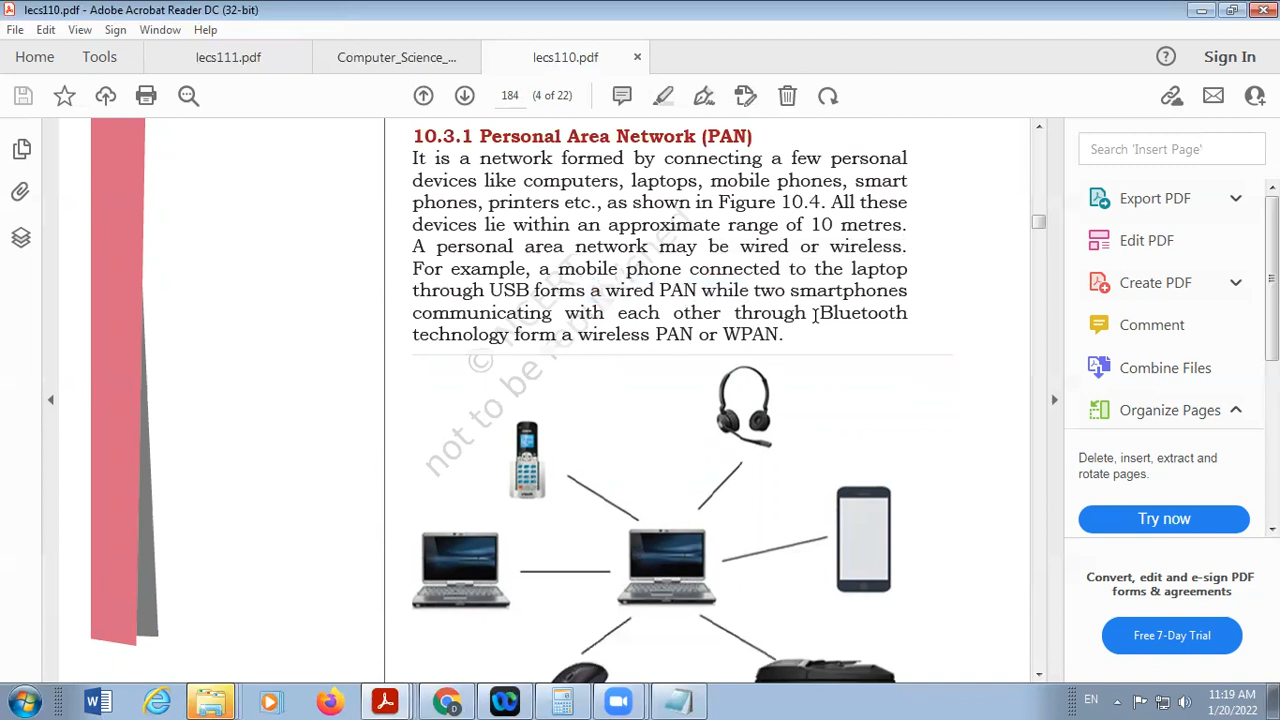 lecs110.pdf - Adobe Acrobat Reader DC (32-bit)
File Edit View Sign Window Help
Home Tools lecs111.pdf Computer_Science_... lecs110.pdf × Sign In
184 (4 of 22)
10.3.1 Personal Area Network (PAN)
It is a network formed by connecting a few personal
devices like computers, laptops, mobile phones, smart
phones, printers etc., as shown in Figure 10.4. All these
devices lie within an approximate range of 10 metres.
A personal area network may be wired or wireless.
For example, a mobile phone connected to the laptop
through USB forms a wired PAN while two smartphones
communicating with each other through Bluetooth
technology form a wireless PAN or WPAN.
© NCERT
not to be republished
Search 'Insert Page'
Export PDF
Edit PDF
Create PDF
Comment
Combine Files
Organize Pages
Delete, insert, extract and
rotate pages.
Try now
Convert, edit and e-sign PDF
forms & agreements
Free 7-Day Trial
EN
11:19 AM
1/20/2022